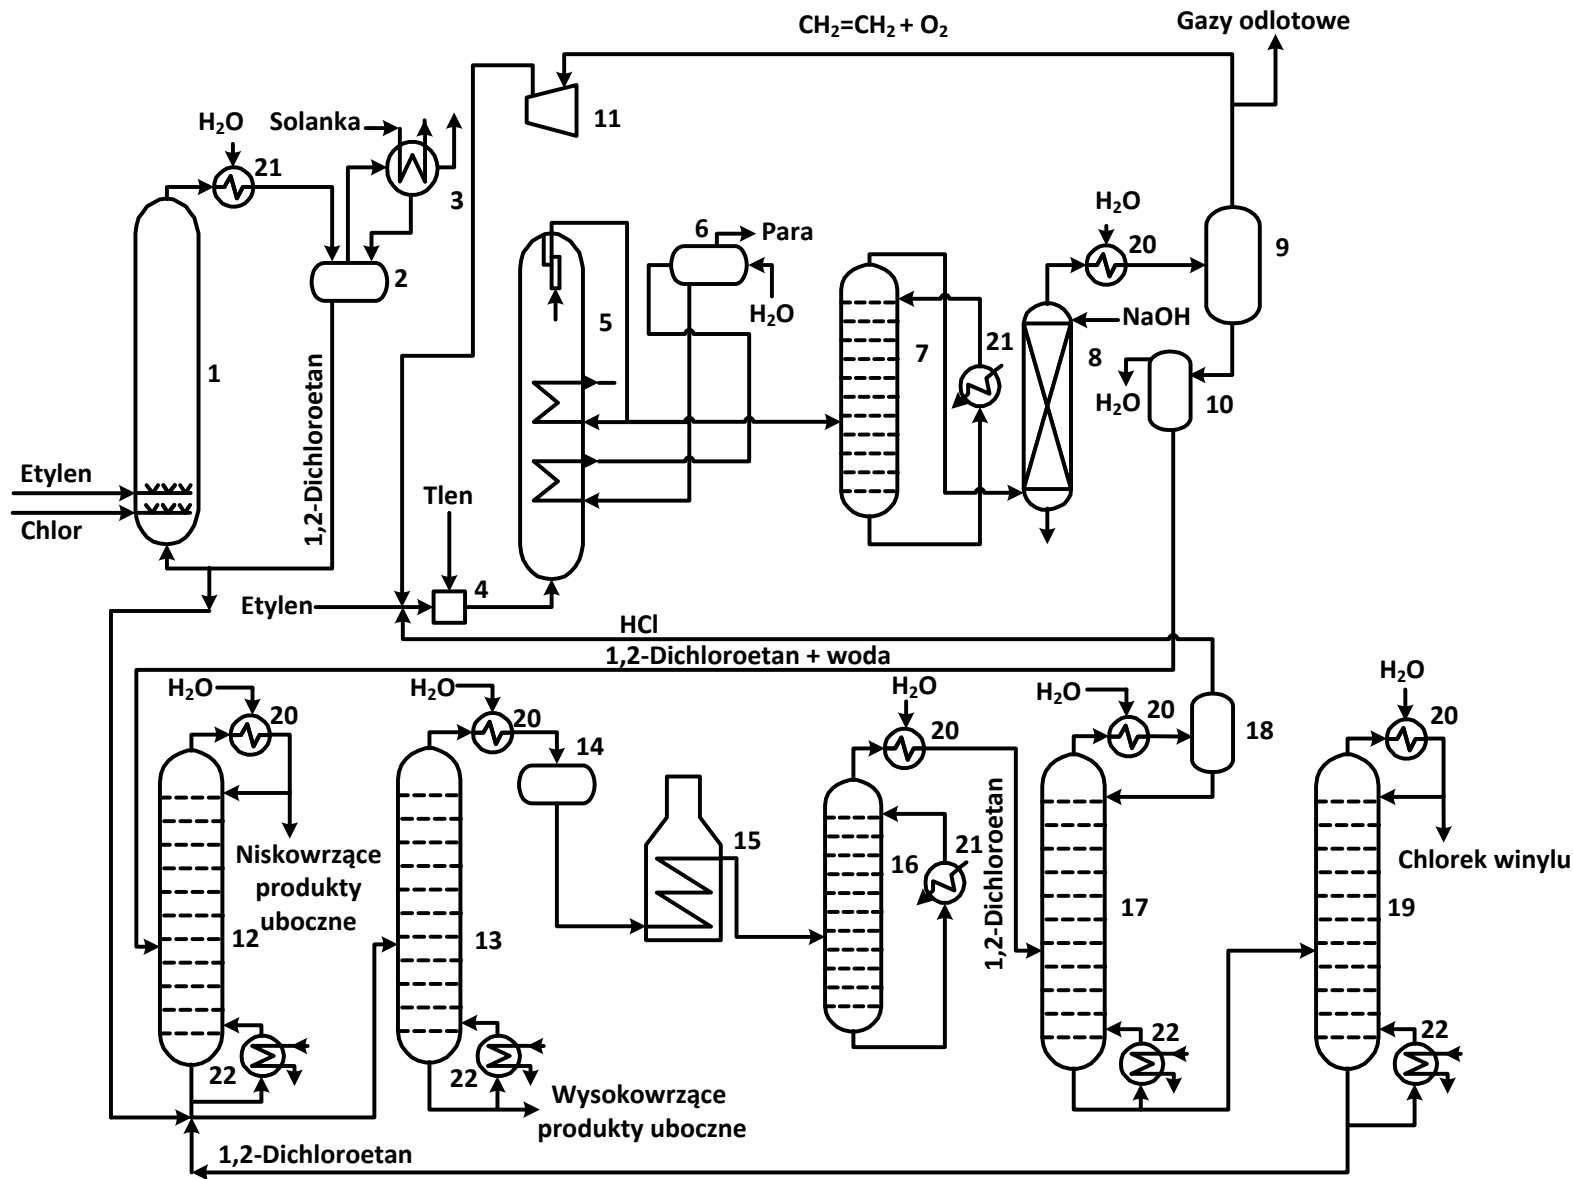 CH₂=CH₂ + O₂
Gazy odlotowe
11
H₂O
Solanka
21
3
2
1
Etylen
Chlor
1,2-Dichloroetan
6
Para
H₂O
5
Tlen
4
Etylen
7
21
H₂O
20
9
NaOH
8
H₂O
10
HCl
1,2-Dichloroetan + woda
H₂O
20
Niskowrzące
produkty
uboczne
12
22
H₂O
20
14
13
22
Wysokowrzące
produkty uboczne
15
H₂O
20
16
21
1,2-Dichloroetan
H₂O
20
18
17
22
H₂O
20
Chlorek winylu
19
22
1,2-Dichloroetan